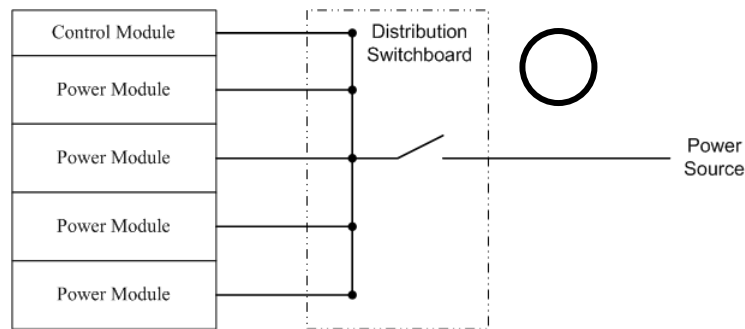 Control Module
Power Module
Power Module
Power Module
Power Module
Distribution
Switchboard
Power
Source